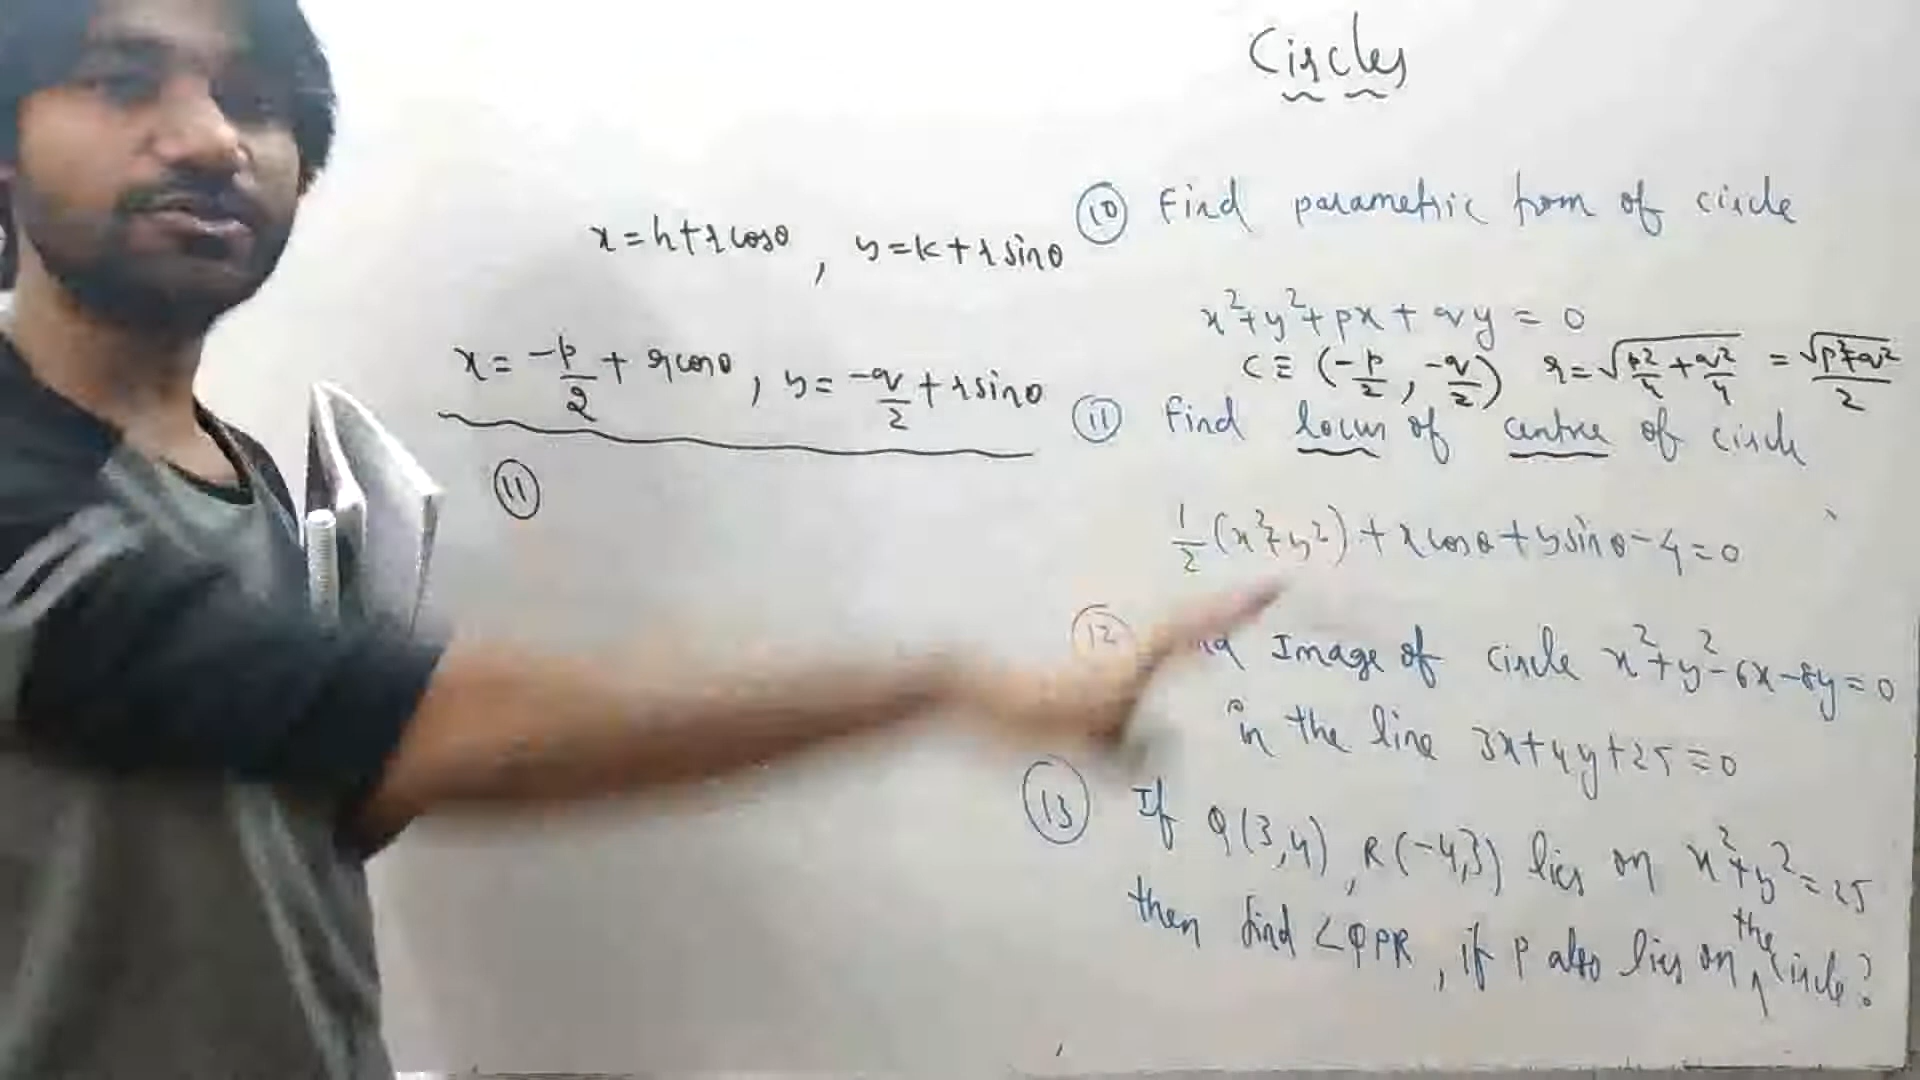 Circles
x = h + r cosθ , y = k + r sinθ
x = -p/2 + r cosθ , y = -q/2 + r sinθ
(11)
(10) Find parametric form of circle
x² + y² + px + qy = 0
C ≡ (-p/2 , -q/2) r = √(p²/4 + q²/4) = √(p²+q²)/2
(11) Find locus of centre of circle
1/2 (x² + y²) + x cosθ + y sinθ - 4 = 0
(12) Image of circle x² + y² - 6x - 8y = 0
in the line 3x + 4y + 25 = 0
(13) If Q(3,4), R(-4,3) lies on x² + y² = 25
then find ∠QPR, if P also lies on the circle?